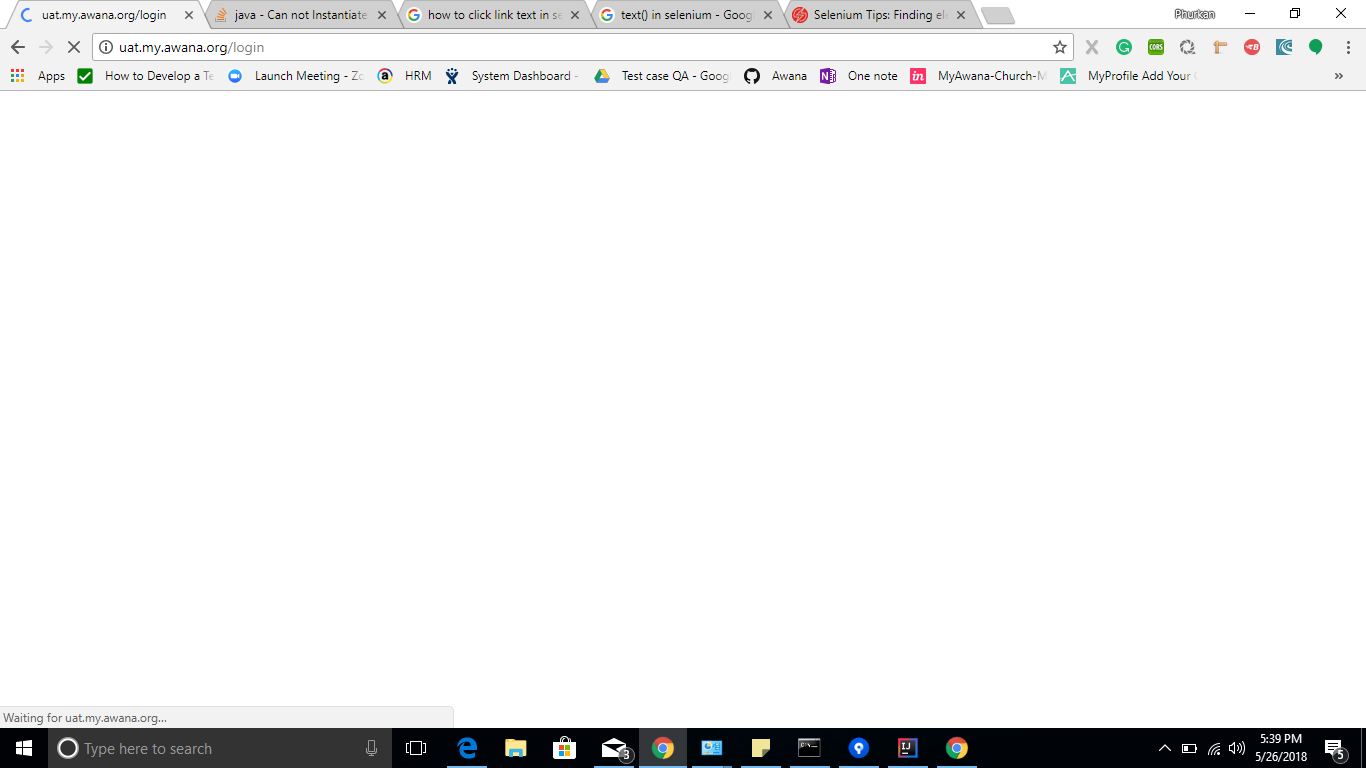 uat.my.awana.org/login
java - Can not Instantiate
how to click link text in se
text() in selenium - Goog
Selenium Tips: Finding ele
Phurkan
uat.my.awana.org/login
CORS
Apps
How to Develop a Te
Launch Meeting - Zo
HRM
System Dashboard -
Test case QA - Goog
Awana
One note
in
MyAwana-Church-M
MyProfile Add Your
Waiting for uat.my.awana.org...
Type here to search
3
IJ
5:39 PM
5/26/2018
5